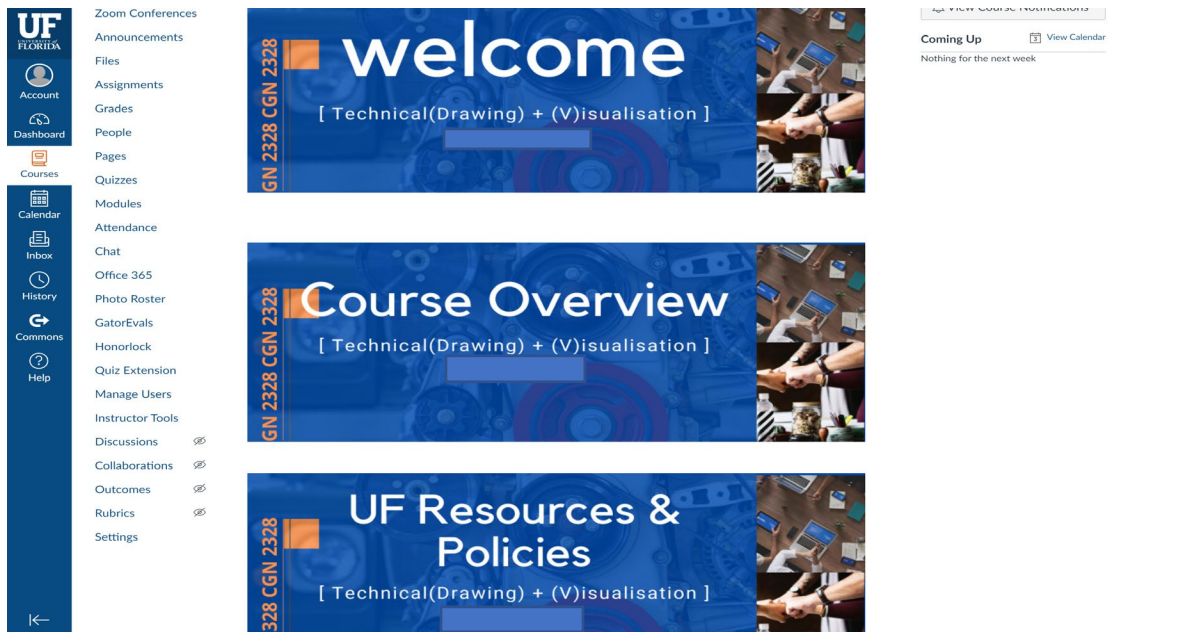 UF
UNIVERSITY of
FLORIDA
Account
Dashboard
Courses
Calendar
Inbox
History
Commons
Help
Zoom Conferences
Announcements
Files
Assignments
Grades
People
Pages
Quizzes
Modules
Attendance
Chat
Office 365
Photo Roster
GatorEvals
Honorlock
Quiz Extension
Manage Users
Instructor Tools
Discussions
Collaborations
Outcomes
Rubrics
Settings
GN 2328 CGN 2328
welcome
[ Technical(Drawing) + (V)isualisation ]
GN 2328 CGN 2328
Course Overview
[ Technical(Drawing) + (V)isualisation ]
328 CGN 2328
UF Resources &
Policies
[ Technical(Drawing) + (V)isualisation ]
View Course Notifications
Coming Up
View Calendar
Nothing for the next week